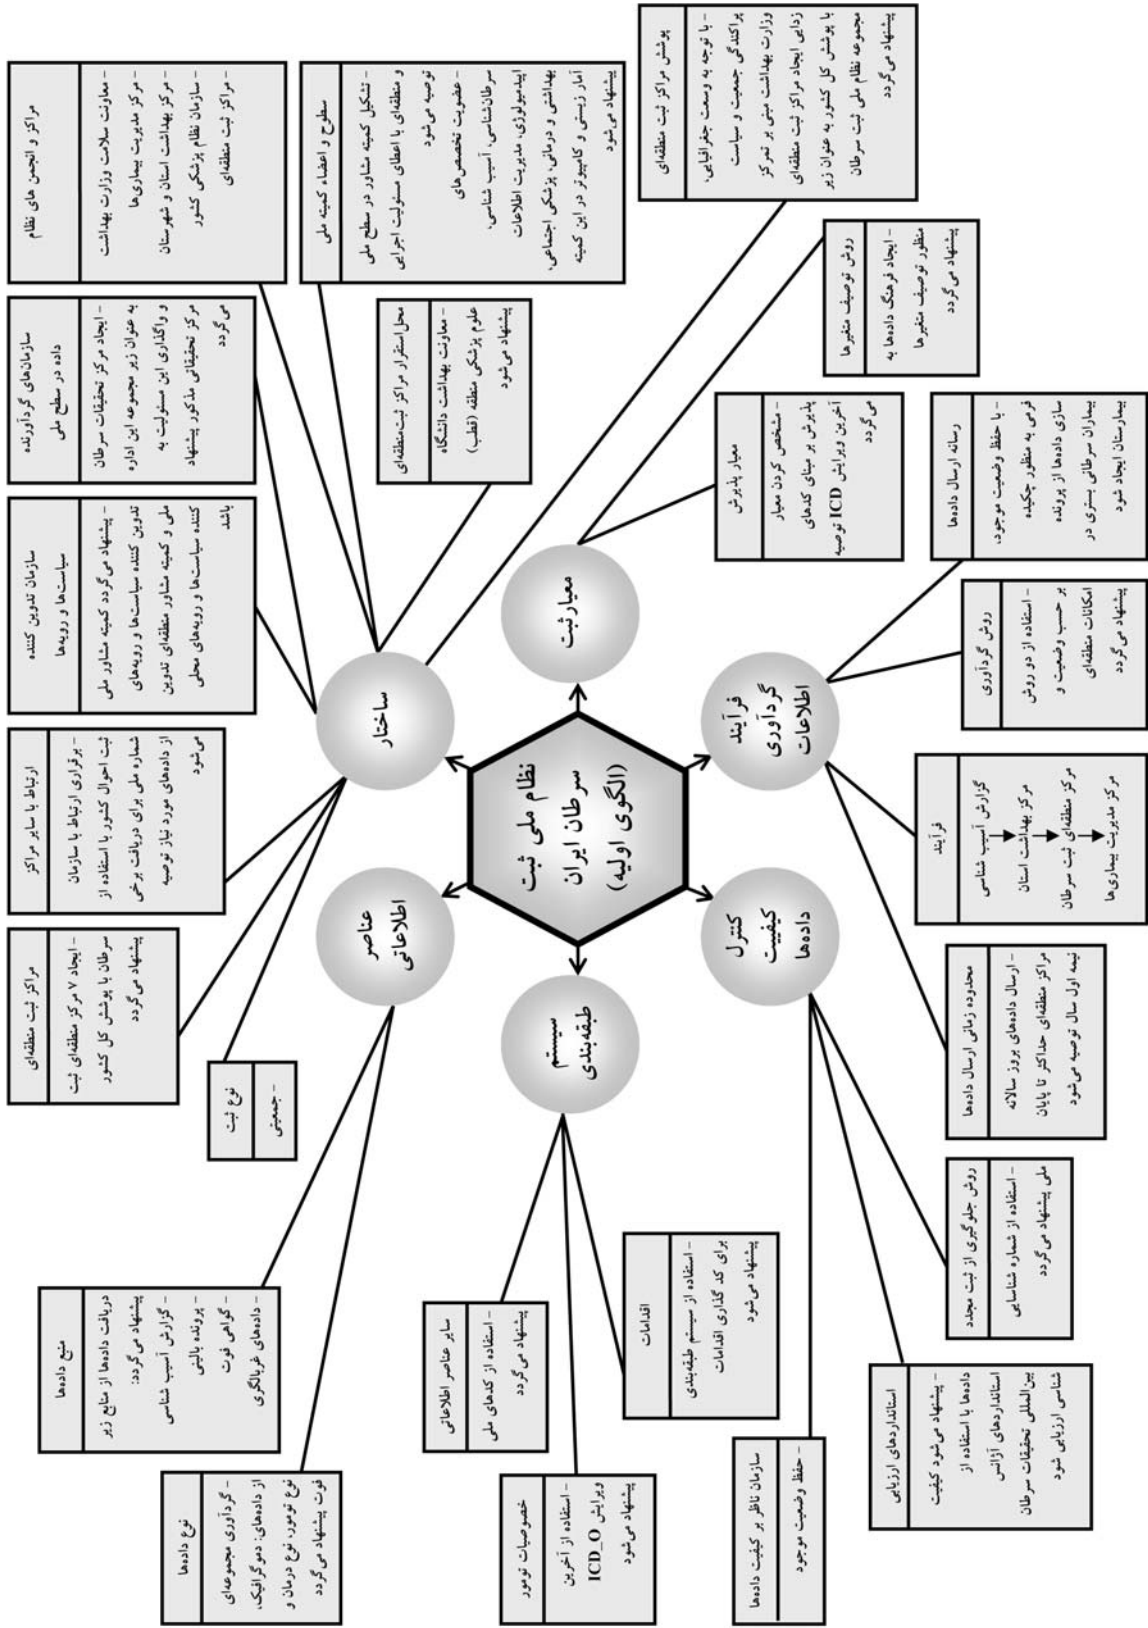 نظام ملی ثبت
سرطان ایران
(الگوی اولیه)
ساختار
مراکز و انجمن های نظام
- معاونت سلامت وزارت بهداشت
- مرکز مدیریت بیماری‌ها
- مرکز بهداشت استان و شهرستان
- سازمان نظام پزشکی کشور
- مراکز ثبت منطقه‌ای
سطوح و اعضاء کمیته ملی
- تشکیل کمیته مشاور در سطح ملی
و منطقه‌ای با اعطای مسئولیت اجرایی
توصیه می‌شود
- عضویت تخصص‌های
سرطان‌شناسی، آسیب شناسی،
اپیدمیولوژی، مدیریت اطلاعات
بهداشتی و درمانی، پزشکی اجتماعی،
آمار زیستی و کامپیوتر در این کمیته
پیشنهاد می‌شود
پوشش مراکز ثبت منطقه‌ای
- با توجه به وسعت جغرافیایی،
پراکندگی جمعیت و سیاست
وزارت بهداشت مبنی بر تمرکز
زدایی ایجاد مراکز ثبت منطقه‌ای
با پوشش کل کشور به عنوان زیر
مجموعه نظام ملی ثبت سرطان
پیشنهاد می‌گردد
سازمان‌های گردآورنده
داده در سطح ملی
- ایجاد مرکز تحقیقات سرطان
به عنوان زیر مجموعه این اداره
و واگذاری این مسئولیت به
مرکز تحقیقاتی مذکور پیشنهاد
می‌گردد
محل استقرار مراکز ثبت‌منطقه‌ای
- معاونت بهداشت دانشگاه
علوم پزشکی منطقه (قطب)
پیشنهاد می‌شود
سازمان تدوین کننده
سیاست‌ها و رویه‌ها
- پیشنهاد می‌گردد کمیته مشاور ملی
تدوین کننده سیاست‌ها و رویه‌های
ملی و کمیته مشاور منطقه‌ای تدوین
کننده سیاست‌ها و رویه‌های محلی
باشد
ارتباط با سایر مراکز
- برقراری ارتباط با سازمان
ثبت احوال کشور با استفاده از
شماره ملی برای دریافت برخی
از داده‌های مورد نیاز توصیه
می‌شود
مراکز ثبت منطقه‌ای
- ایجاد ۷ مرکز منطقه‌ای ثبت
سرطان با پوشش کل کشور
پیشنهاد می‌گردد
نوع ثبت
- جمعیتی
معیار ثبت
روش توصیف متغیرها
- ایجاد فرهنگ داده‌ها به
منظور توصیف متغیرها
پیشنهاد می‌گردد
معیار پذیرش
- مشخص کردن معیار
پذیرش بر مبنای کدهای
آخرین ویرایش ICD توصیه
می‌گردد
فرآیند
گردآوری
اطلاعات
رسانه ارسال داده‌ها
- با حفظ وضعیت موجود،
فرمی به منظور چکیده
سازی داده‌ها از پرونده
بیماران سرطانی بستری در
بیمارستان ایجاد شود
روش گردآوری
- استفاده از دو روش
بر حسب وضعیت و
امکانات منطقه‌ای
پیشنهاد می‌گردد
فرآیند
گزارش آسیب شناسی
مرکز بهداشت استان
مرکز منطقه‌ای ثبت سرطان
مرکز مدیریت بیماری‌ها
محدوده زمانی ارسال داده‌ها
- ارسال داده‌های بروز سالانه
مراکز منطقه‌ای حداکثر تا پایان
نیمه اول سال توصیه می‌شود
کنترل
کیفیت
داده‌ها
روش جلوگیری از ثبت مجدد
- استفاده از شماره شناسایی
ملی پیشنهاد می‌گردد
استانداردهای ارزیابی
- پیشنهاد می‌شود کیفیت
داده‌ها با استفاده از
استانداردهای آژانس
بین‌المللی تحقیقات سرطان
شناسی ارزیابی شود
سازمان ناظر بر کیفیت داده‌ها
- حفظ وضعیت موجود
سیستم
طبقه‌بندی
اقدامات
- استفاده از سیستم طبقه‌بندی
برای کد گذاری اقدامات
پیشنهاد می‌شود
خصوصیات تومور
- استفاده از آخرین
ویرایش ICD_O
پیشنهاد می‌شود
سایر عناصر اطلاعاتی
- استفاده از کدهای ملی
پیشنهاد می‌گردد
عناصر
اطلاعاتی
منبع داده‌ها
دریافت داده‌ها از منابع زیر
پیشنهاد می‌گردد:
- گزارش آسیب شناسی
- پرونده بالینی
- گواهی فوت
- داده‌های غربالگری
نوع داده‌ها
- گردآوری مجموعه‌ای
از داده‌های: دموگرافیک،
نوع تومور، نوع درمان و
فوت پیشنهاد می‌گردد